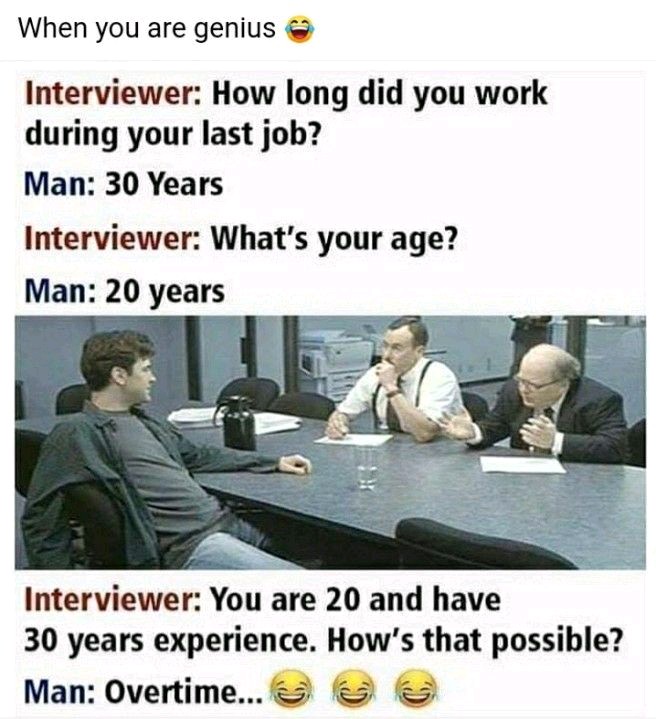 When you are genius 😂
Interviewer: How long did you work
during your last job?
Man: 30 Years
Interviewer: What's your age?
Man: 20 years
Interviewer: You are 20 and have
30 years experience. How's that possible?
Man: Overtime...😂 😂 😂